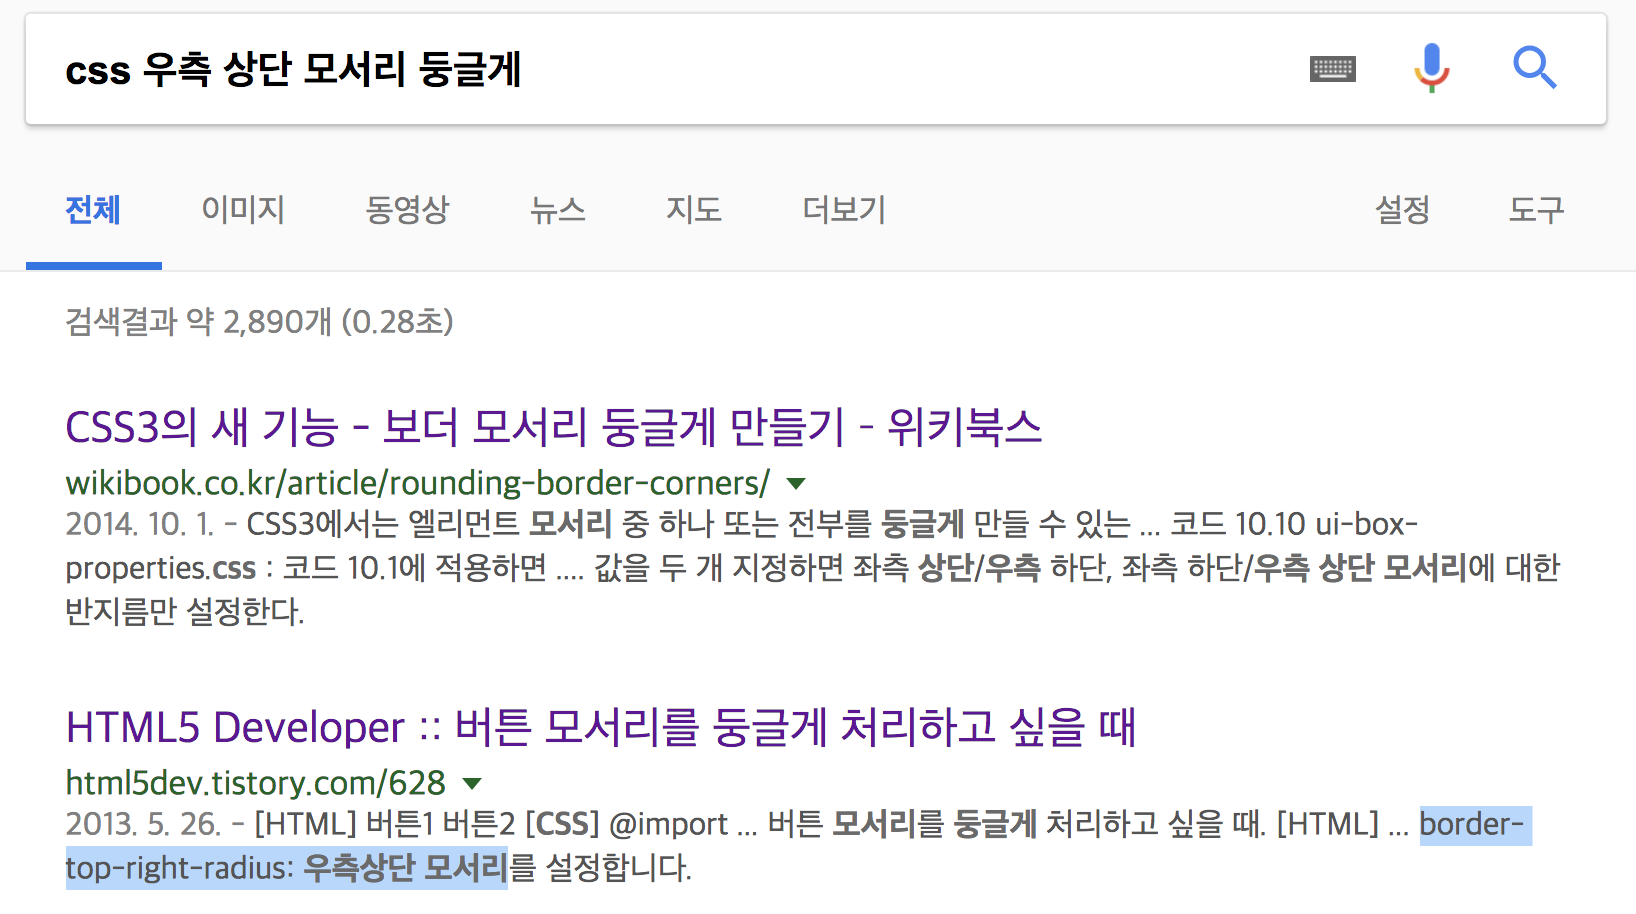 css 우측 상단 모서리 둥글게
전체 이미지 동영상 뉴스 지도 더보기 설정 도구
검색결과 약 2,890개 (0.28초)
CSS3의 새 기능 - 보더 모서리 둥글게 만들기 - 위키북스
wikibook.co.kr/article/rounding-border-corners/
2014. 10. 1. - CSS3에서는 엘리먼트 모서리 중 하나 또는 전부를 둥글게 만들 수 있는 ... 코드 10.10 ui-box-
properties.css : 코드 10.1에 적용하면 .... 값을 두 개 지정하면 좌측 상단/우측 하단, 좌측 하단/우측 상단 모서리에 대한
반지름만 설정한다.
HTML5 Developer :: 버튼 모서리를 둥글게 처리하고 싶을 때
html5dev.tistory.com/628
2013. 5. 26. - [HTML] 버튼1 버튼2 [CSS] @import ... 버튼 모서리를 둥글게 처리하고 싶을 때. [HTML] ... border-
top-right-radius: 우측상단 모서리를 설정합니다.